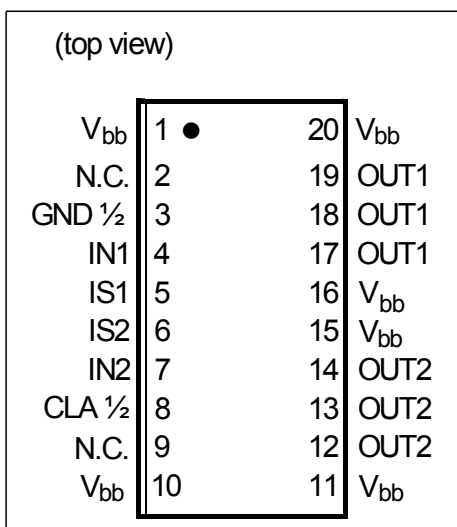 (top view)
Vbb 1 ● 20 Vbb
N.C. 2 19 OUT1
GND ½ 3 18 OUT1
IN1 4 17 OUT1
IS1 5 16 Vbb
IS2 6 15 Vbb
IN2 7 14 OUT2
CLA ½ 8 13 OUT2
N.C. 9 12 OUT2
Vbb 10 11 Vbb